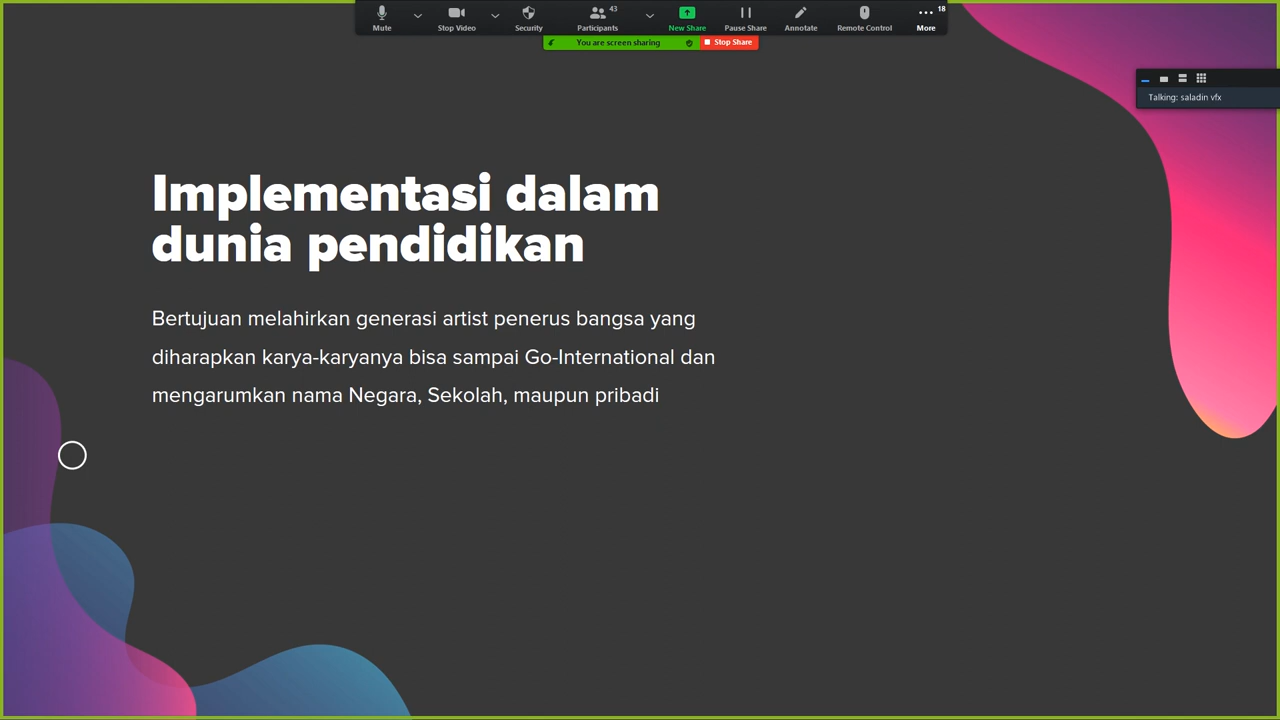 43
18
Mute
Stop Video
Security
Participants
New Share
Pause Share
Annotate
Remote Control
More
You are screen sharing
Stop Share
Talking: saladin vfx
Implementasi dalam
dunia pendidikan
Bertujuan melahirkan generasi artist penerus bangsa yang
diharapkan karya-karyanya bisa sampai Go-International dan
mengarumkan nama Negara, Sekolah, maupun pribadi